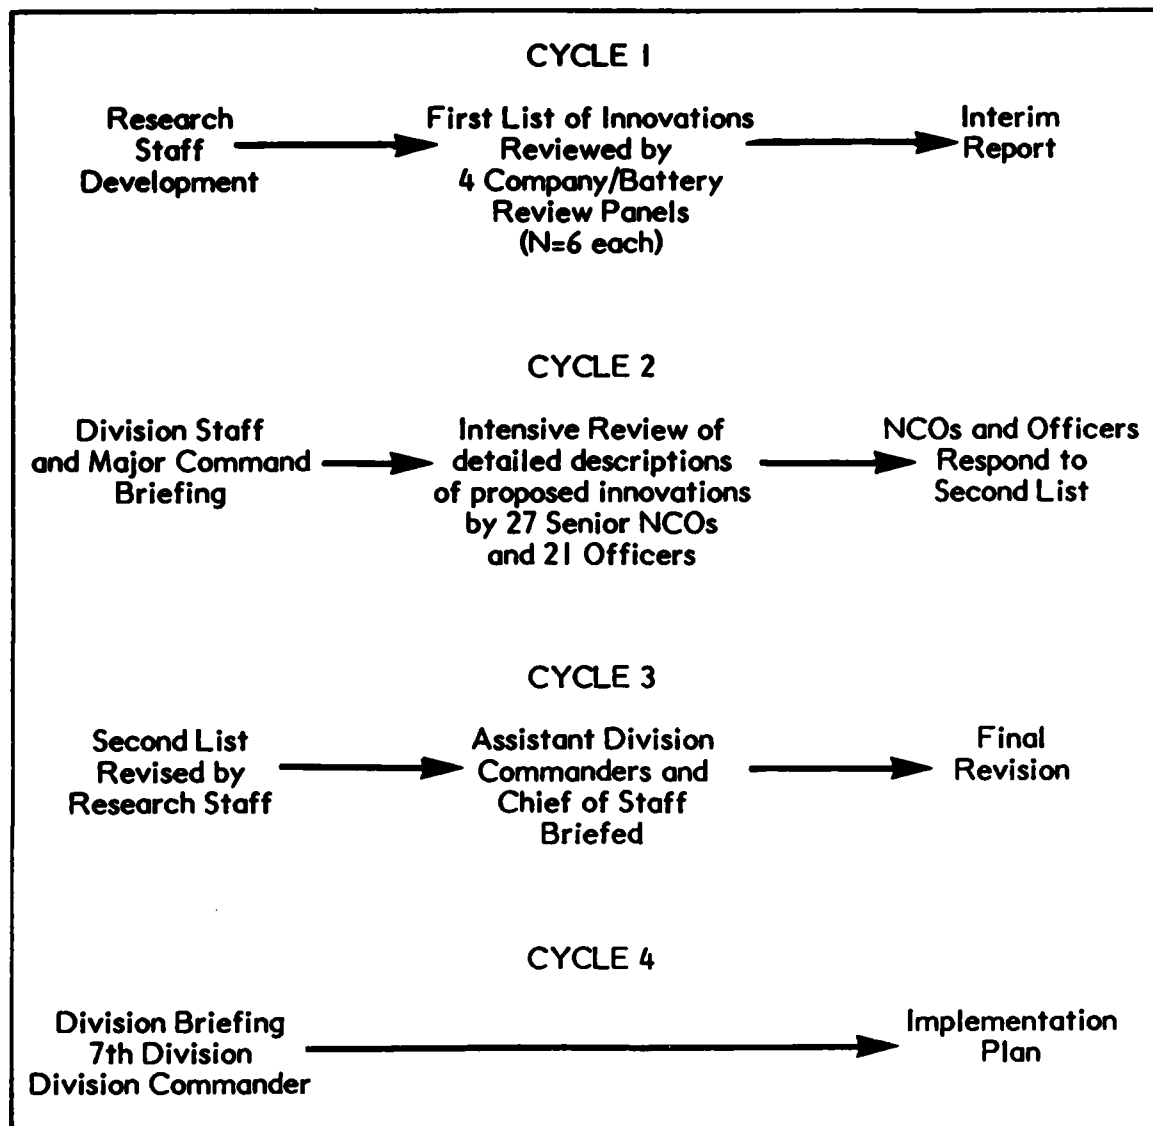 CYCLE 1
Research
Staff
Development
First List of Innovations
Reviewed by
4 Company/Battery
Review Panels
(N=6 each)
Interim
Report
CYCLE 2
Division Staff
and Major Command
Briefing
Intensive Review of
detailed descriptions
of proposed innovations
by 27 Senior NCOs
and 21 Officers
NCOs and Officers
Respond to
Second List
CYCLE 3
Second List
Revised by
Research Staff
Assistant Division
Commanders and
Chief of Staff
Briefed
Final
Revision
CYCLE 4
Division Briefing
7th Division
Division Commander
Implementation
Plan